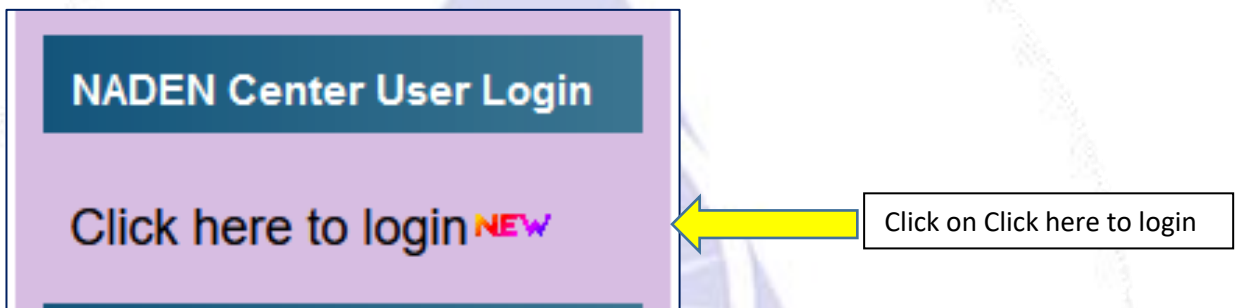 NADEN Center User Login
Click here to login NEW
Click on Click here to login